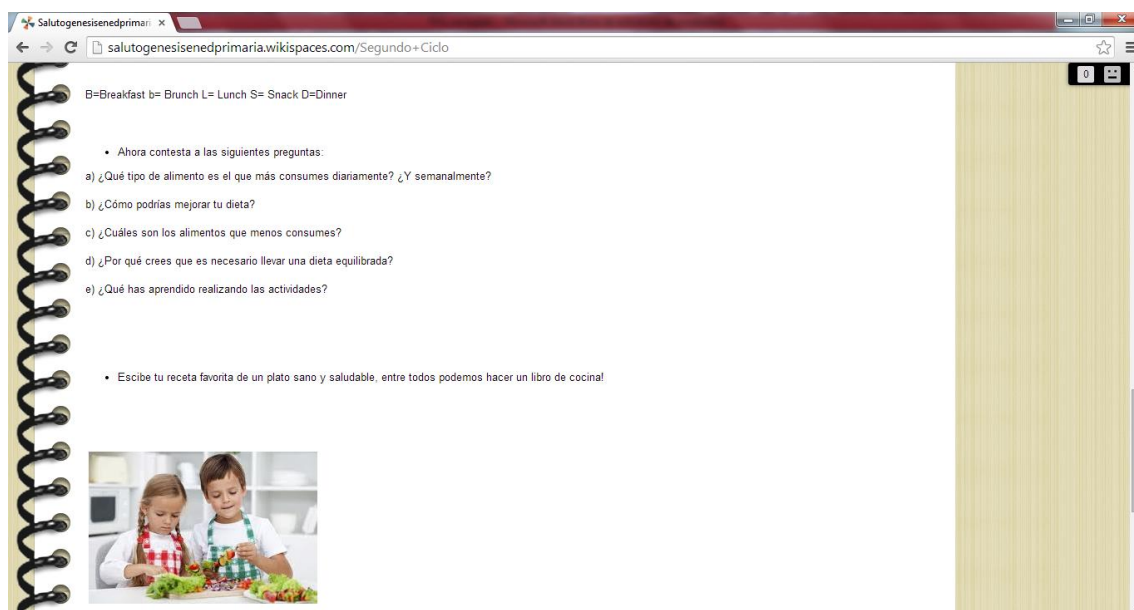 Salutogenesisenedprimari
salutogenesisenedprimaria.wikispaces.com/Segundo+Ciclo
0
B=Breakfast b= Brunch L= Lunch S= Snack D=Dinner
• Ahora contesta a las siguientes preguntas:
a) ¿Qué tipo de alimento es el que más consumes diariamente? ¿Y semanalmente?
b) ¿Cómo podrías mejorar tu dieta?
c) ¿Cuáles son los alimentos que menos consumes?
d) ¿Por qué crees que es necesario llevar una dieta equilibrada?
e) ¿Qué has aprendido realizando las actividades?
• Escibe tu receta favorita de un plato sano y saludable, entre todos podemos hacer un libro de cocina!